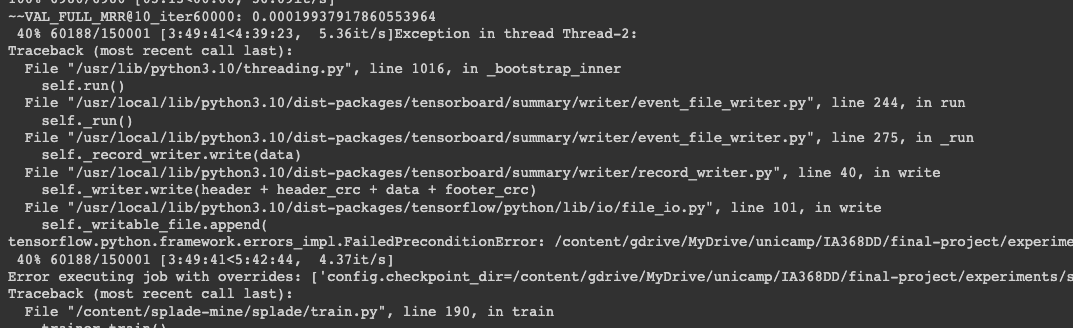 ~~VAL_FULL_MRR@10_iter60000: 0.00019937917860553964
40% 60188/150001 [3:49:41<4:39:23,  5.36it/s]Exception in thread Thread-2:
Traceback (most recent call last):
  File "/usr/lib/python3.10/threading.py", line 1016, in _bootstrap_inner
    self.run()
  File "/usr/local/lib/python3.10/dist-packages/tensorboard/summary/writer/event_file_writer.py", line 244, in run
    self._run()
  File "/usr/local/lib/python3.10/dist-packages/tensorboard/summary/writer/event_file_writer.py", line 275, in _run
    self._record_writer.write(data)
  File "/usr/local/lib/python3.10/dist-packages/tensorboard/summary/writer/record_writer.py", line 40, in write
    self._writer.write(header + header_crc + data + footer_crc)
  File "/usr/local/lib/python3.10/dist-packages/tensorflow/python/lib/io/file_io.py", line 101, in write
    self._writable_file.append(
tensorflow.python.framework.errors_impl.FailedPreconditionError: /content/gdrive/MyDrive/unicamp/IA368DD/final-project/experime
40% 60188/150001 [3:49:41<5:42:44,  4.37it/s]
Error executing job with overrides: ['config.checkpoint_dir=/content/gdrive/MyDrive/unicamp/IA368DD/final-project/experiments/s
Traceback (most recent call last):
  File "/content/splade-mine/splade/train.py", line 190, in train